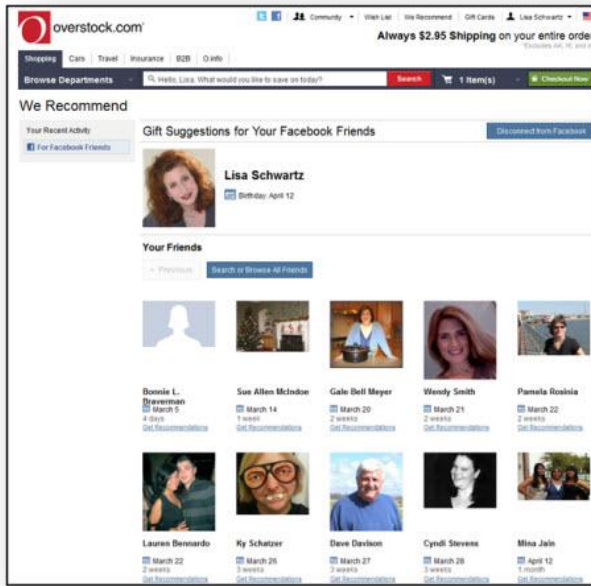 Community
Wish List
We Recommend
Gift Cards
Lisa Schwartz
overstock.com
Always $2.95 Shipping on your entire order
Shopping
Cars
Travel
Insurance
B2B
O.info
Browse Departments
Hello, Lisa. What would you like to save on today?
Search
1 Item(s)
Checkout Now
We Recommend
Your Recent Activity
For Facebook Friends
Gift Suggestions for Your Facebook Friends
Disconnect from Facebook
Lisa Schwartz
Birthday: April 12
Your Friends
Previous
Search or Browse All Friends
Bonnie L.
Braverman
March 5
4 days
Get Recommendations
Sue Allen McIndoe
March 14
1 week
Get Recommendations
Gale Bell Meyer
March 20
2 weeks
Get Recommendations
Wendy Smith
March 21
2 weeks
Get Recommendations
Pamela Rosinia
March 22
2 weeks
Get Recommendations
Lauren Bennardo
March 22
2 weeks
Get Recommendations
Ky Schatzer
March 26
3 weeks
Get Recommendations
Dave Davison
March 27
3 weeks
Get Recommendations
Cyndi Stevens
March 28
3 weeks
Get Recommendations
Mina Jain
April 12
1 month
Get Recommendations